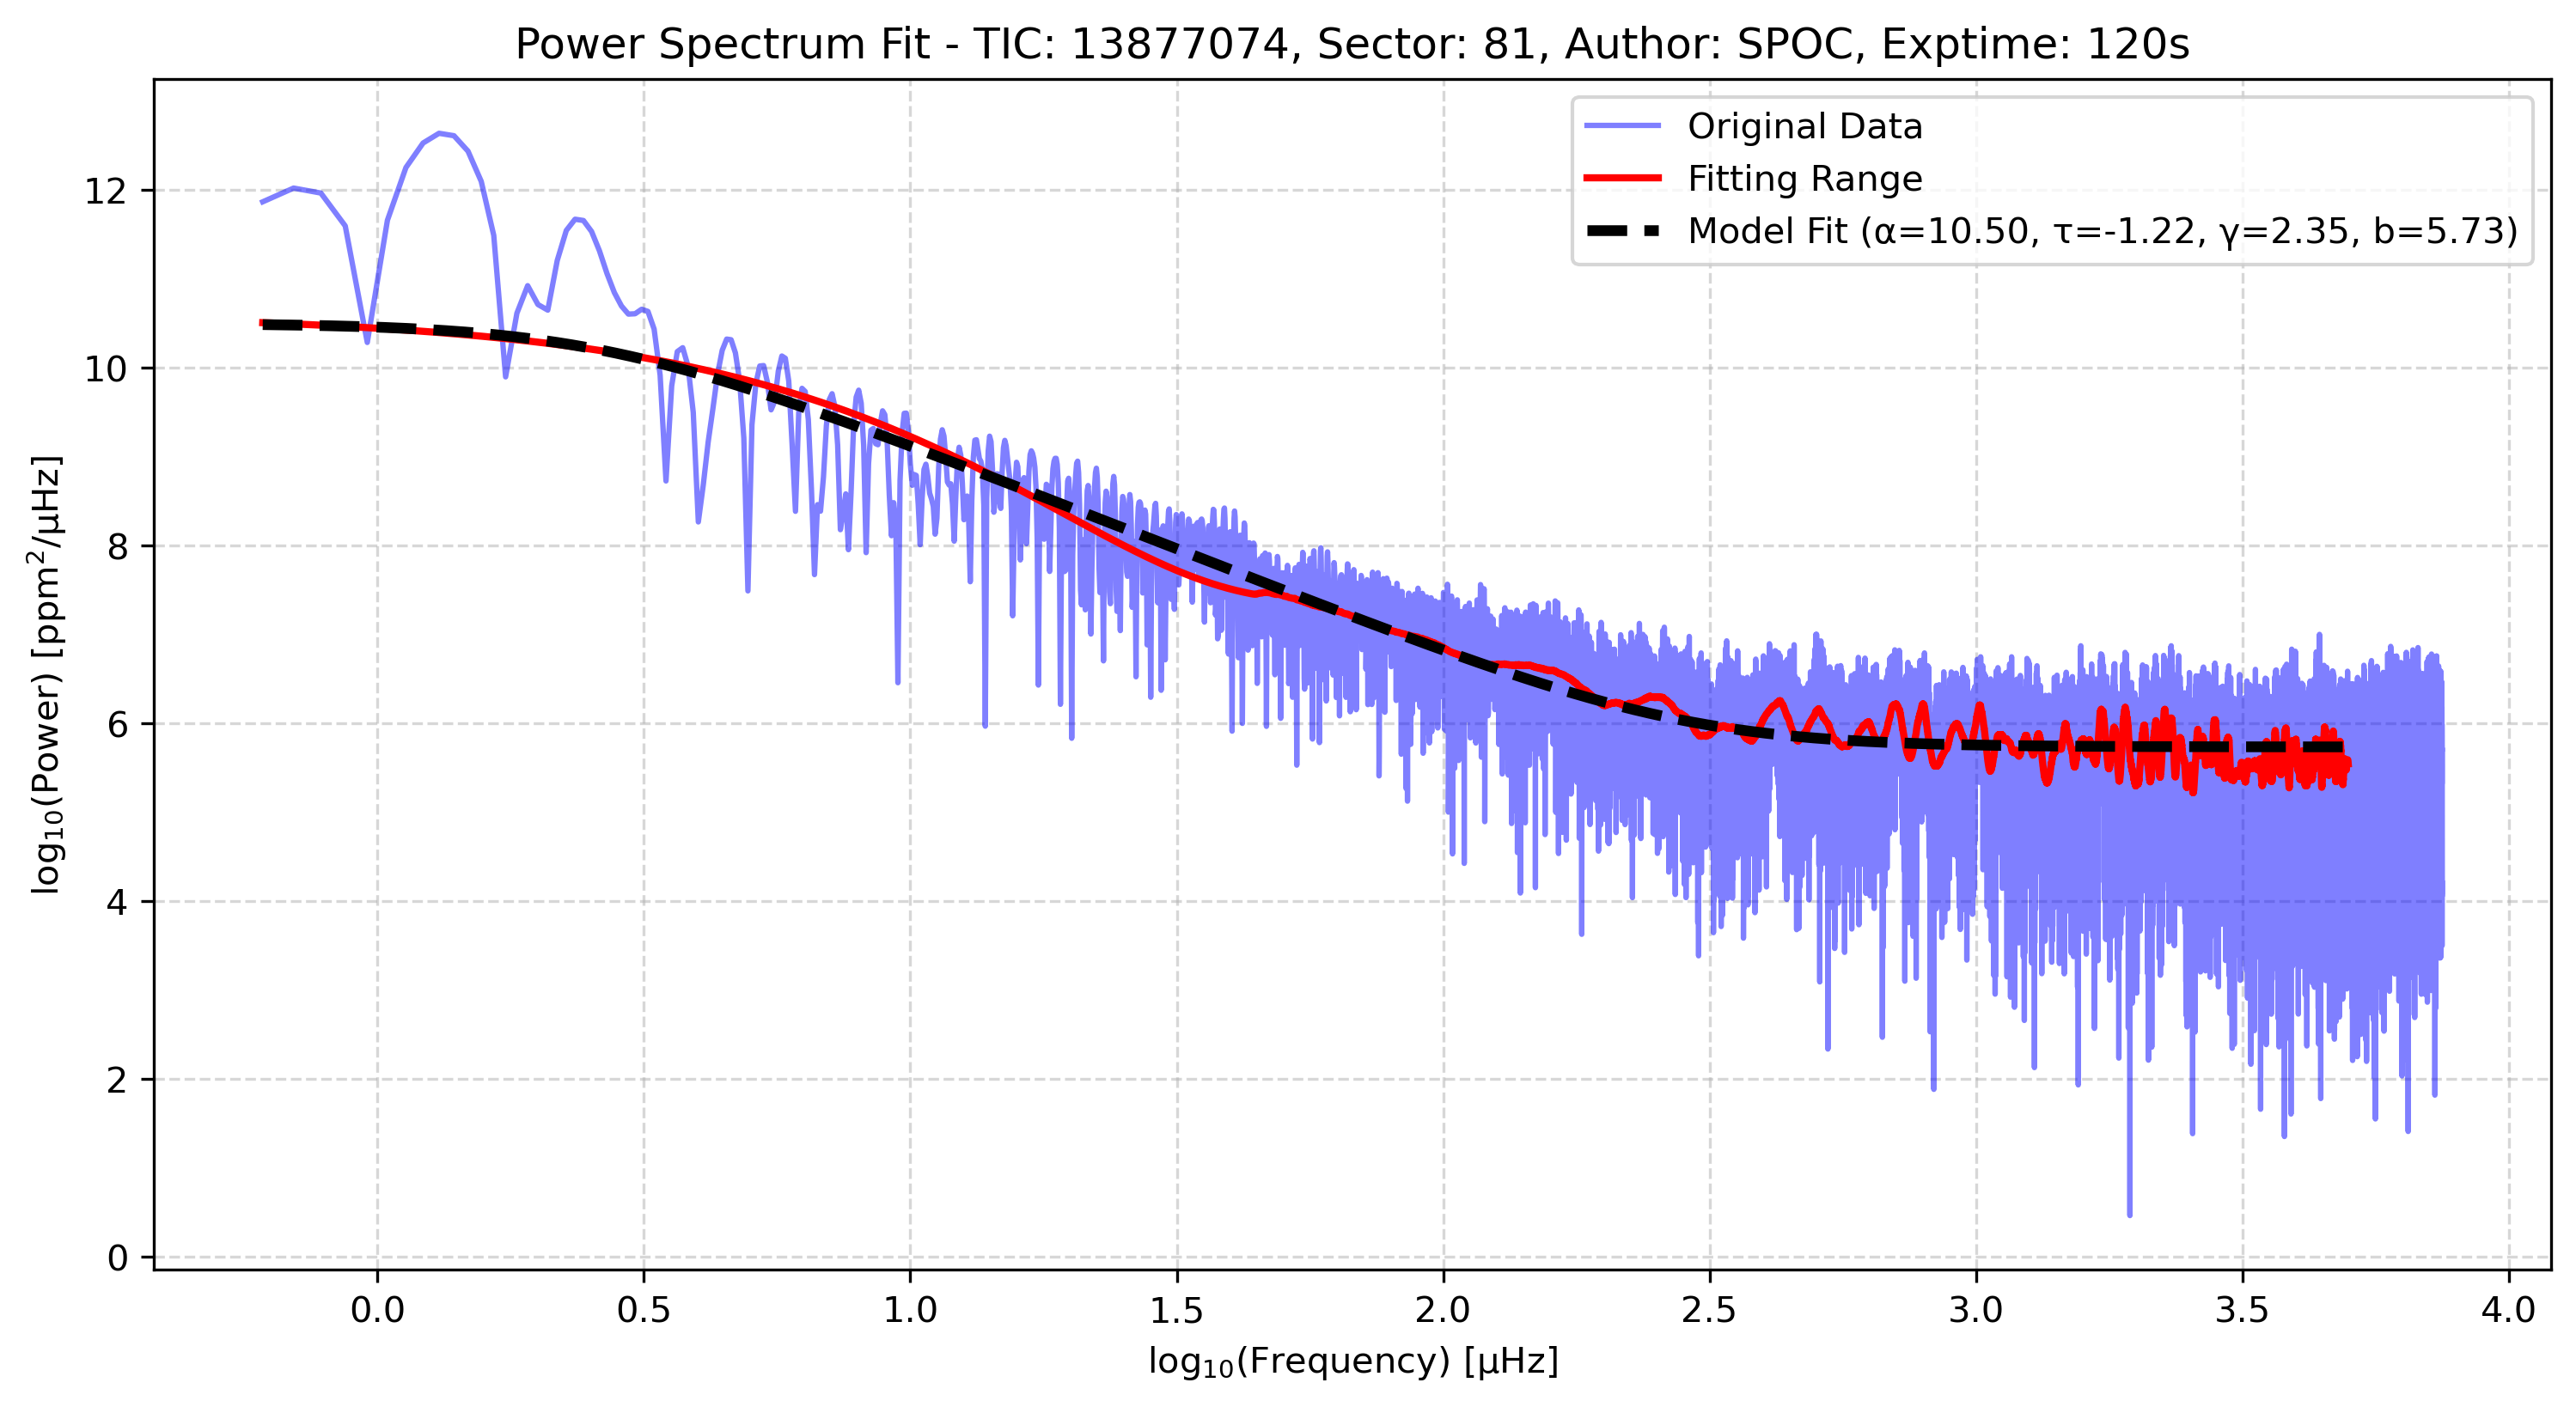 Power Spectrum Fit - TIC: 13877074, Sector: 81, Author: SPOC, Exptime: 120s
Original Data
Fitting Range
Model Fit (α=10.50, τ=-1.22, γ=2.35, b=5.73)
log₁₀(Power) [ppm²/μHz]
12
10
8
6
4
2
0
0.0 0.5 1.0 1.5 2.0 2.5 3.0 3.5 4.0
log₁₀(Frequency) [μHz]